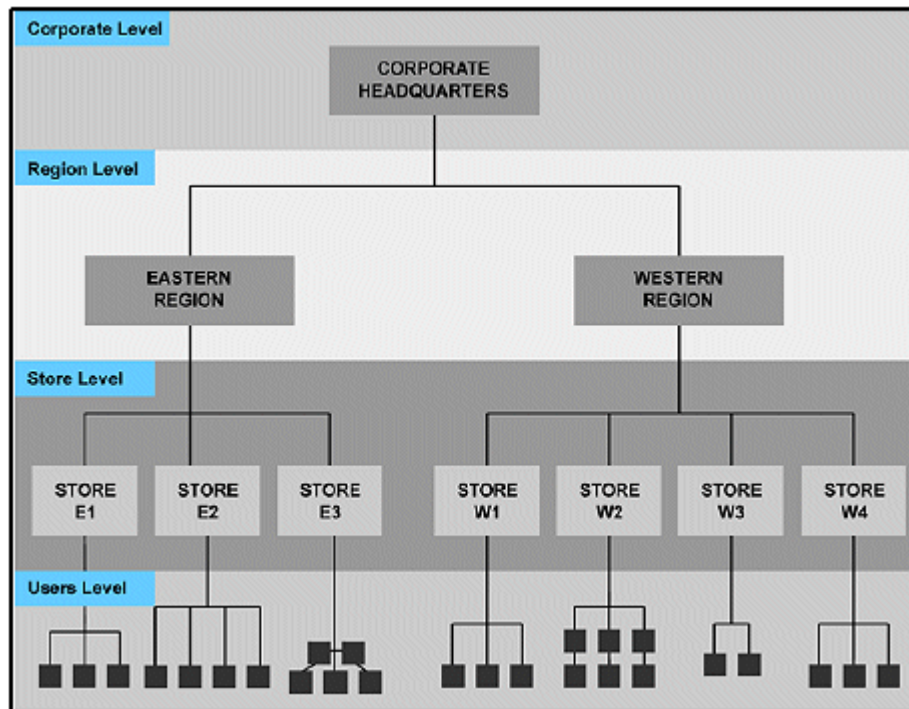 Corporate Level
CORPORATE
HEADQUARTERS
Region Level
EASTERN
REGION
WESTERN
REGION
Store Level
STORE
E1
STORE
E2
STORE
E3
STORE
W1
STORE
W2
STORE
W3
STORE
W4
Users Level